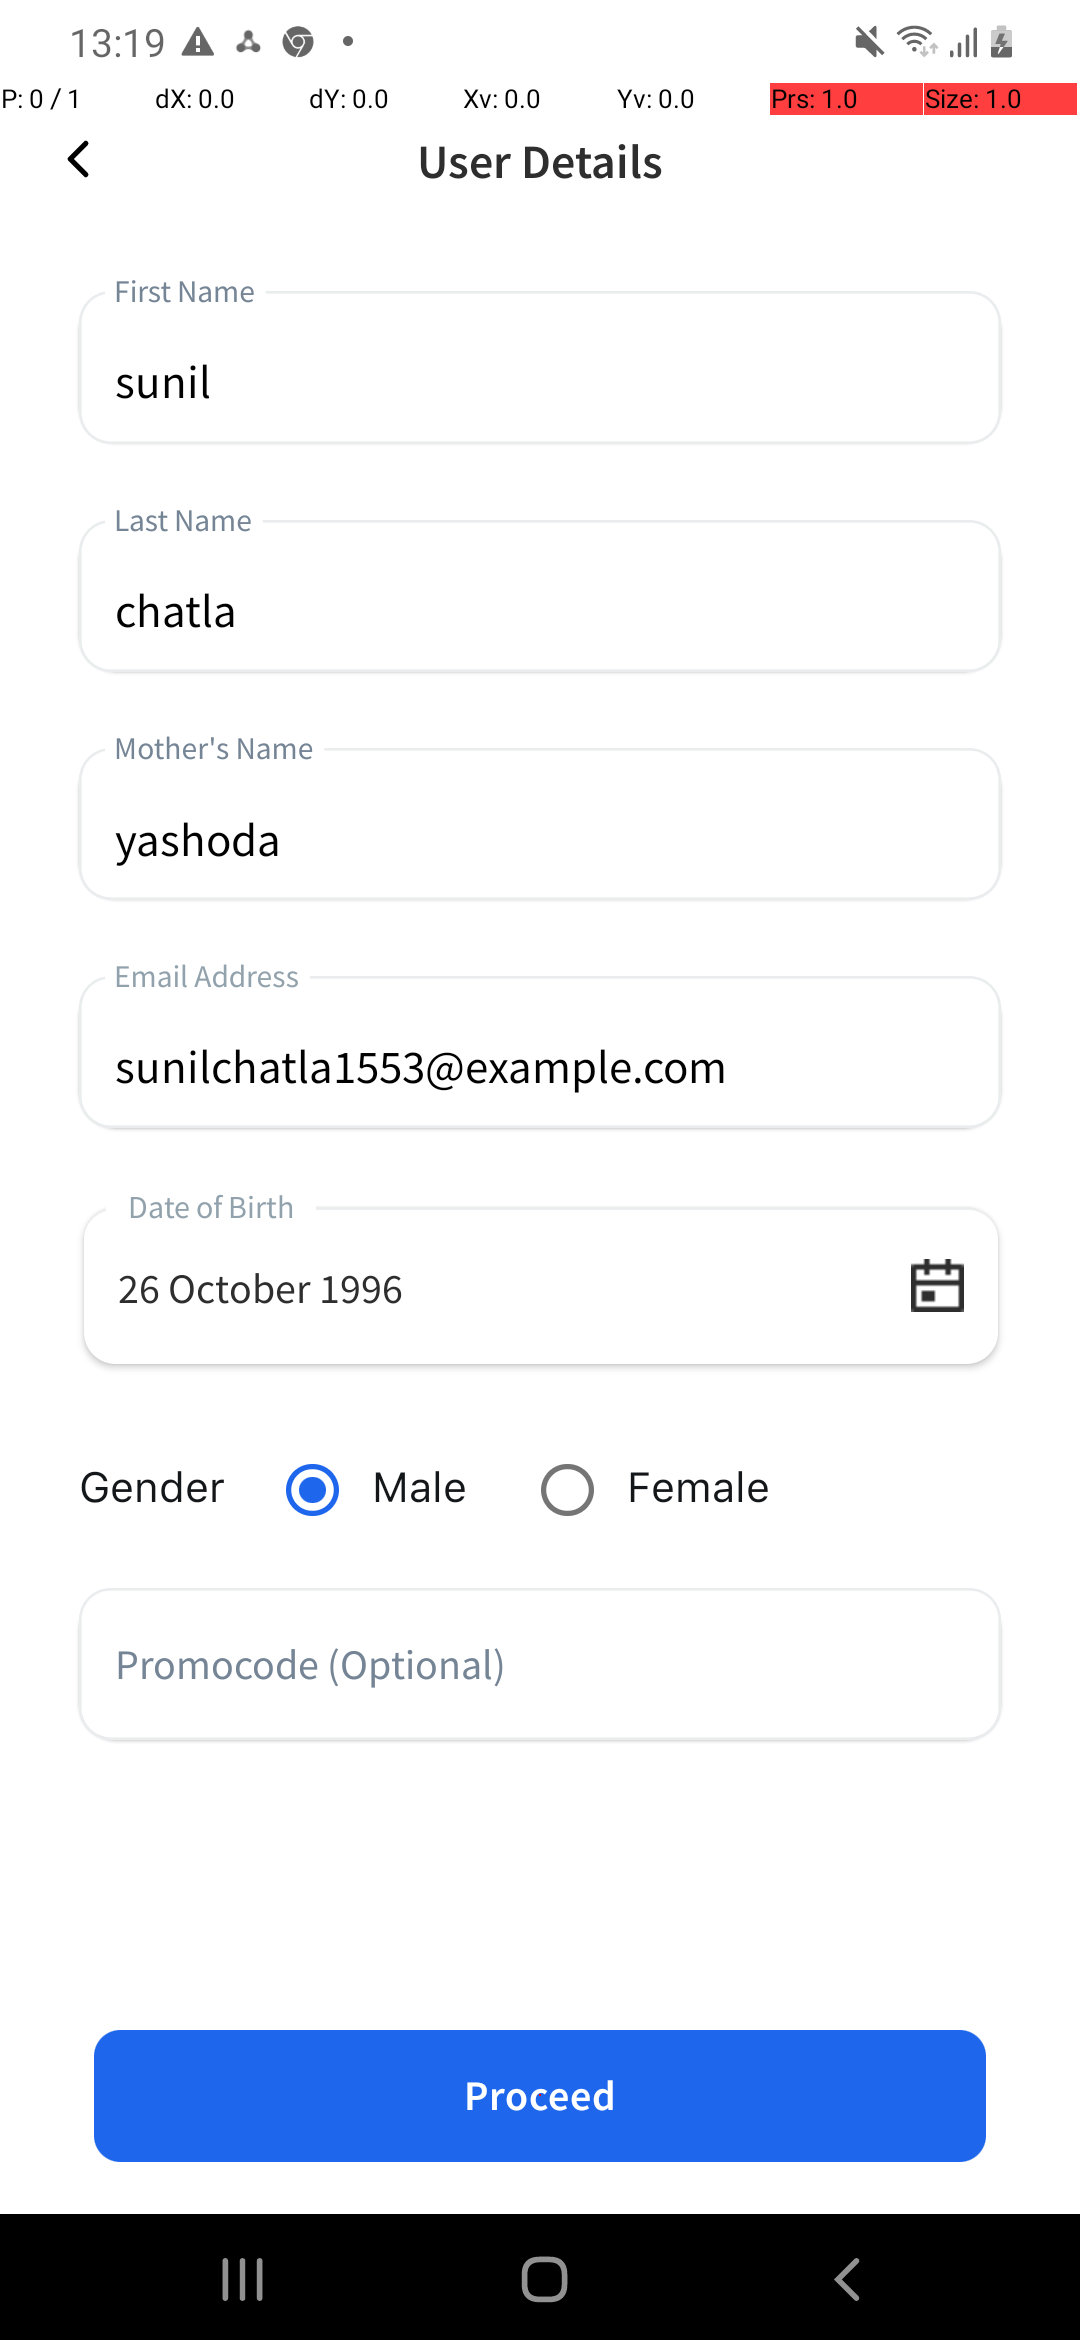 13:19
P: 0 / 1 dX: 0.0 dY: 0.0 Xv: 0.0 Yv: 0.0 Prs: 1.0 Size: 1.0
User Details
First Name
sunil
Last Name
chatla
Mother's Name
yashoda
Email Address
sunilchatla1553@example.com
Date of Birth
26 October 1996
Gender Male Female
Promocode (Optional)
Proceed